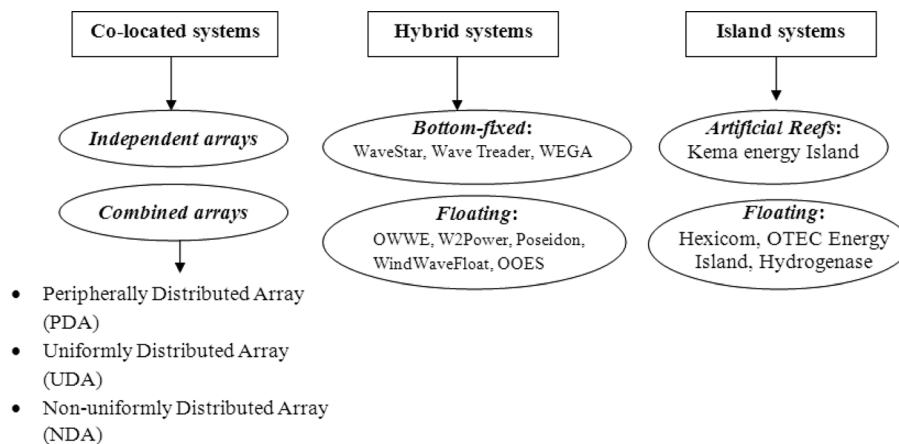 Co-located systems
Independent arrays
Combined arrays
• Peripherally Distributed Array
(PDA)
• Uniformly Distributed Array
(UDA)
• Non-uniformly Distributed Array
(NDA)
Hybrid systems
Bottom-fixed:
WaveStar, Wave Treader, WEGA
Floating:
OWWE, W2Power, Poseidon,
WindWaveFloat, OOES
Island systems
Artificial Reefs:
Kema energy Island
Floating:
Hexicom, OTEC Energy
Island, Hydrogenase